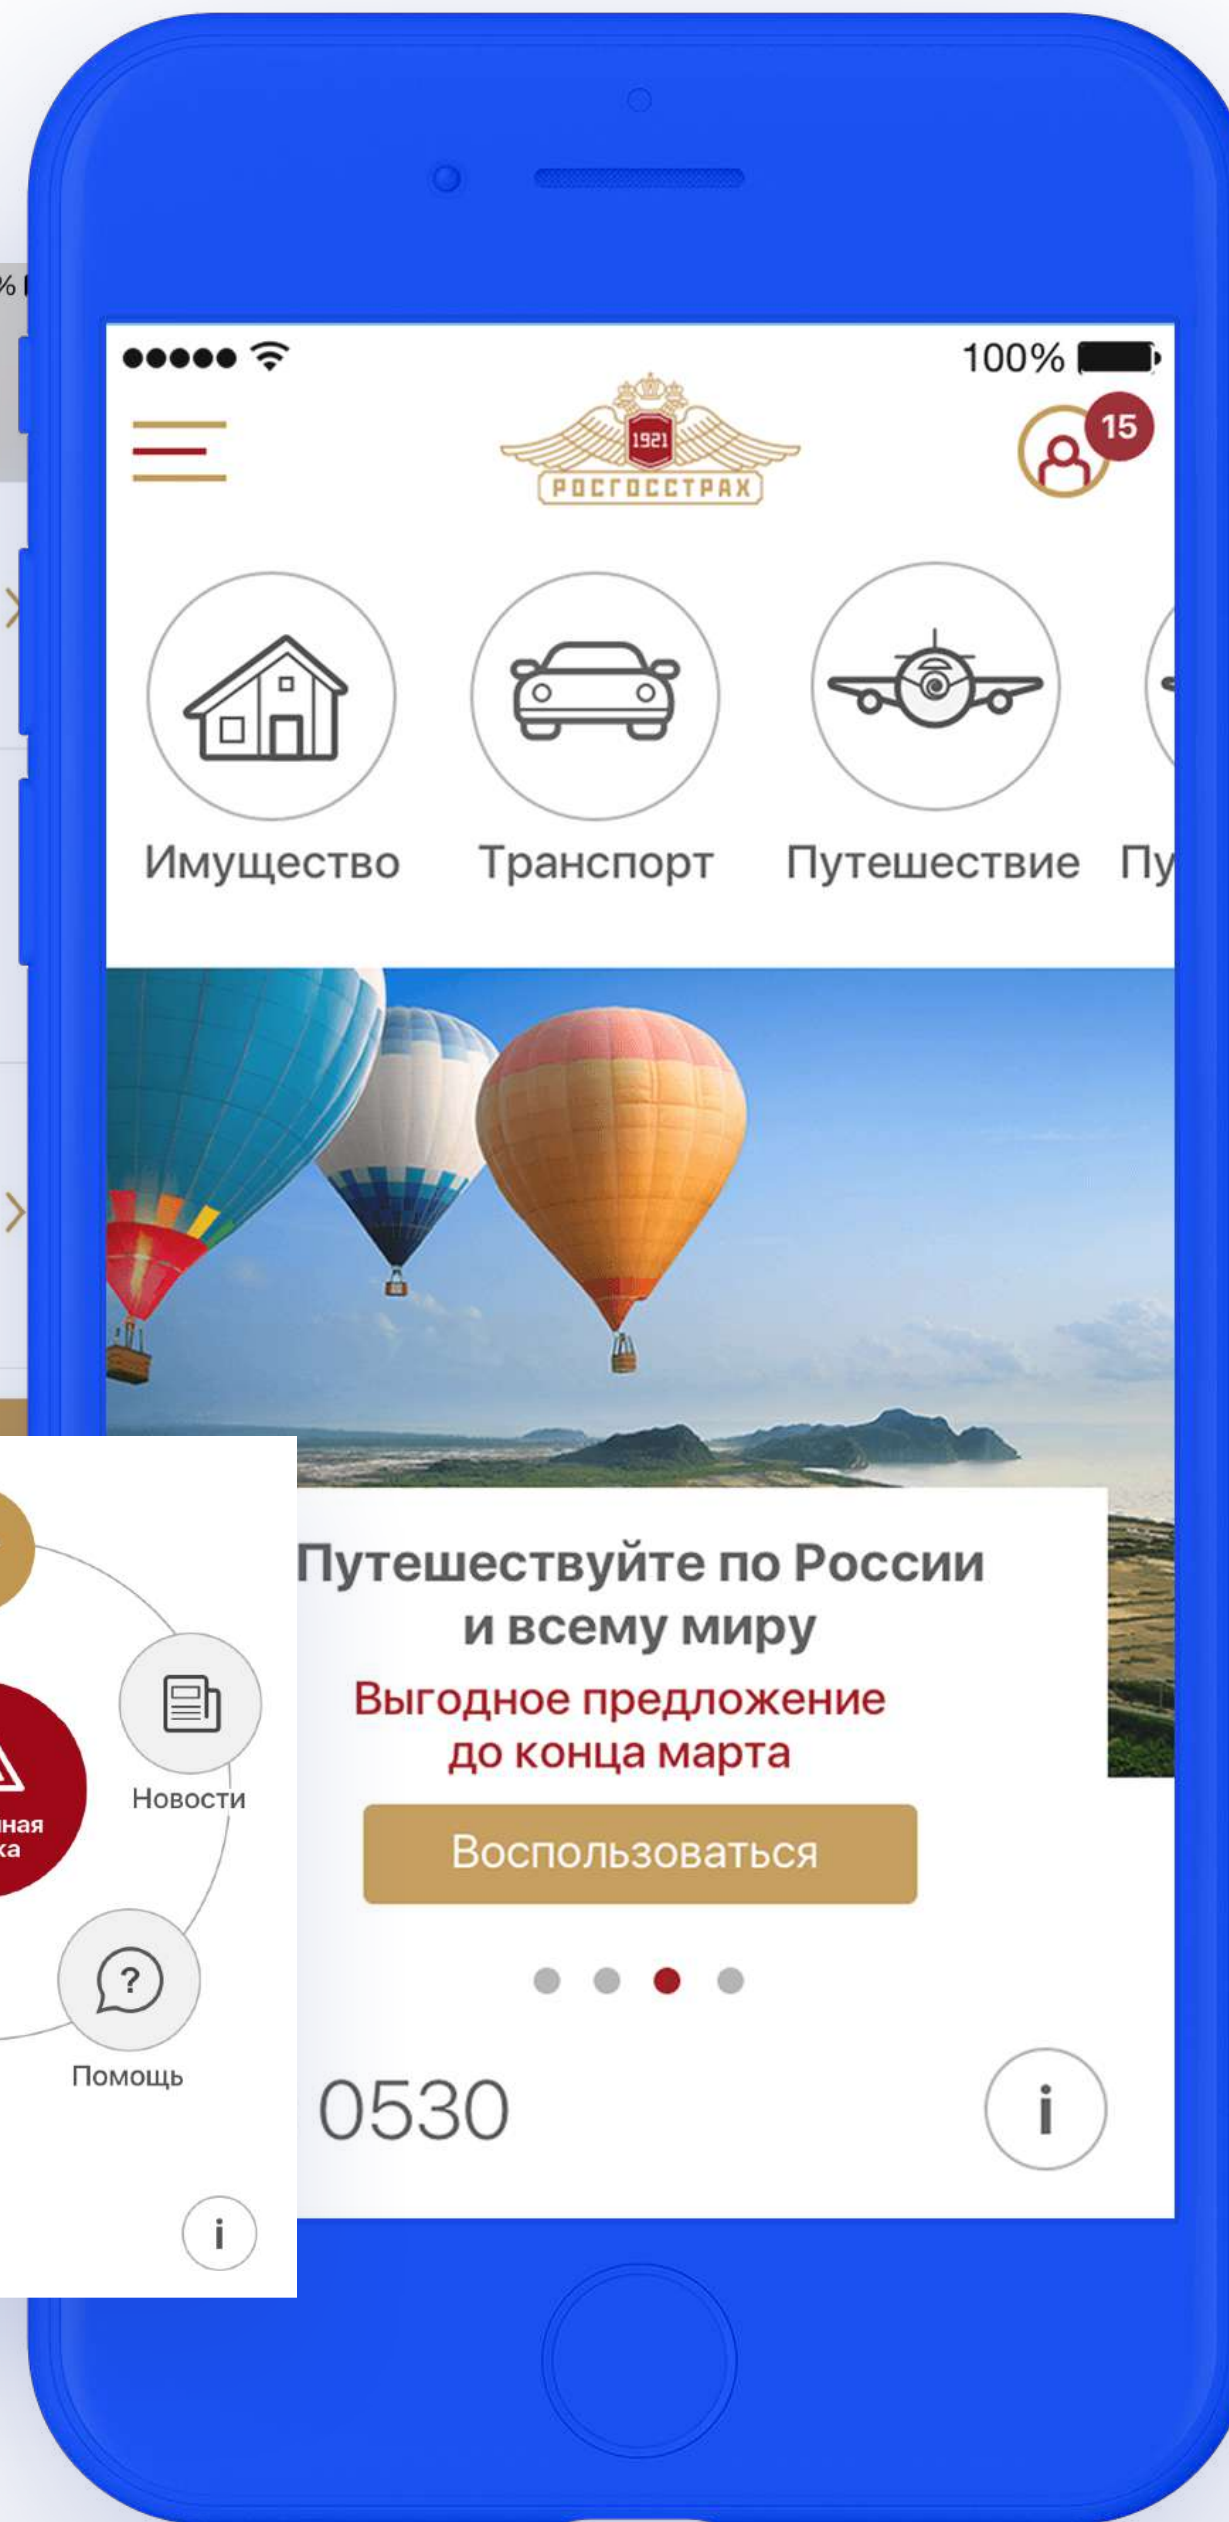 100%
15
1921
РОСГОССТРАХ
Имущество
Транспорт
Путешествие
Путешествуйте по России
и всему миру
Выгодное предложение
до конца марта
Воспользоваться
0530
i
Новости
?
Помощь
i